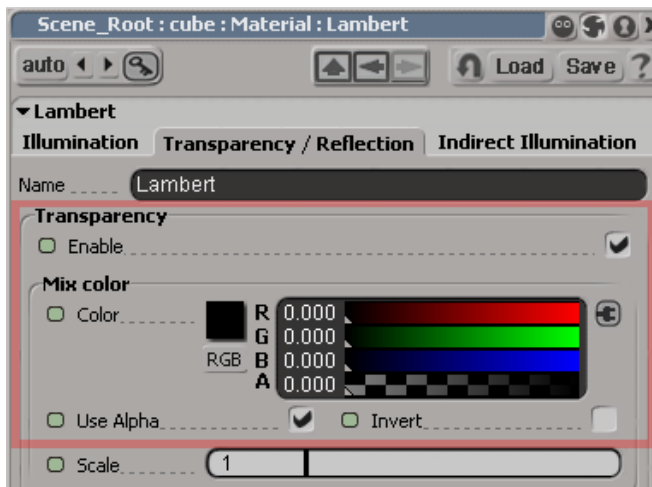 Scene_Root : cube : Material : Lambert
auto Load Save ?
Lambert
Illumination Transparency / Reflection Indirect Illumination
Name Lambert
Transparency
Enable
Mix color
Color R 0.000
G 0.000
RGB B 0.000
A 0.000
Use Alpha Invert
Scale 1